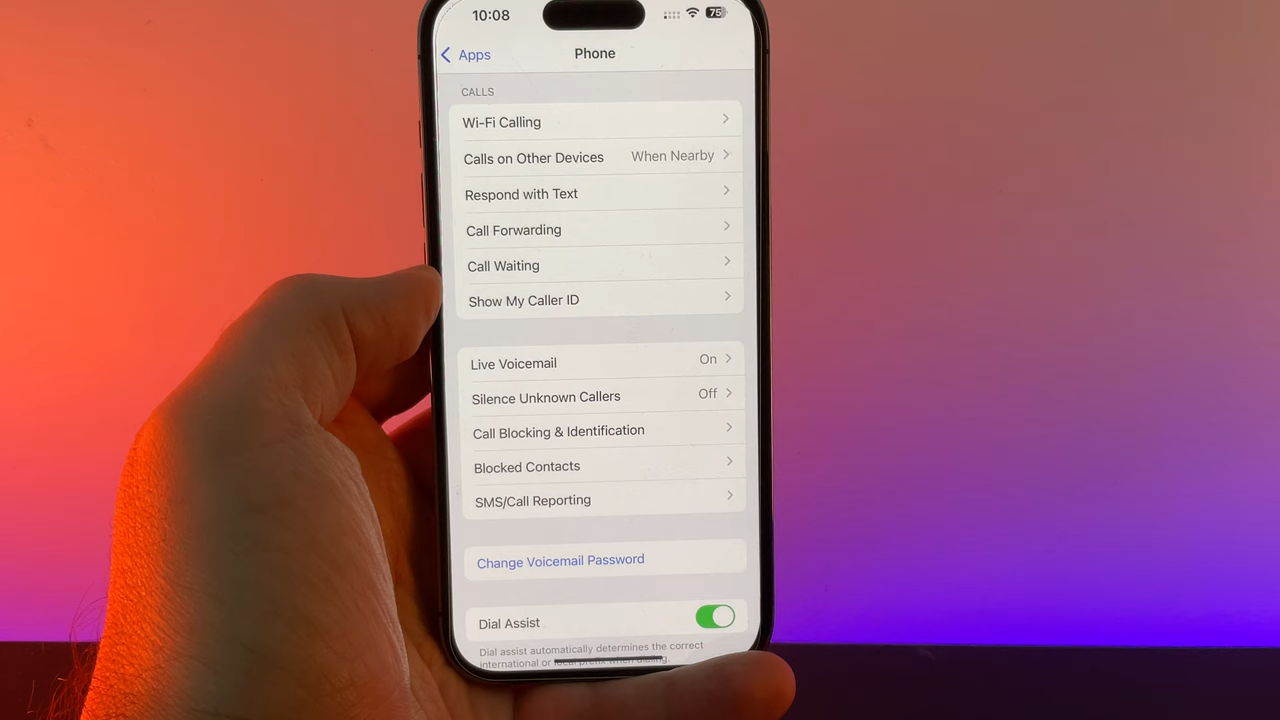 10:08 75
Apps Phone
CALLS
Wi-Fi Calling
Calls on Other Devices When Nearby
Respond with Text
Call Forwarding
Call Waiting
Show My Caller ID
Live Voicemail On
Silence Unknown Callers Off
Call Blocking & Identification
Blocked Contacts
SMS/Call Reporting
Change Voicemail Password
Dial Assist
Dial assist automatically determines the correct
international or local prefix when dialing.